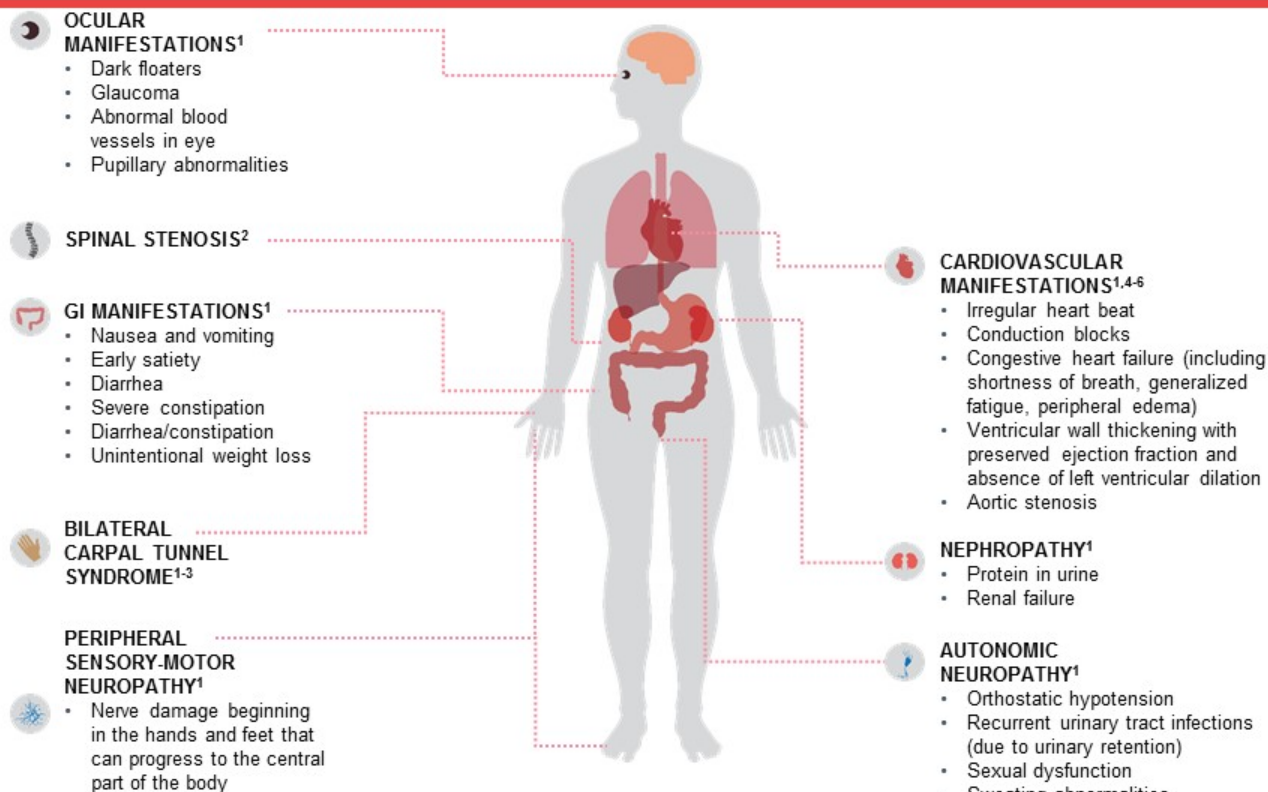 OCULAR
MANIFESTATIONS¹
• Dark floaters
• Glaucoma
• Abnormal blood
vessels in eye
• Pupillary abnormalities
SPINAL STENOSIS²
GI MANIFESTATIONS¹
• Nausea and vomiting
• Early satiety
• Diarrhea
• Severe constipation
• Diarrhea/constipation
• Unintentional weight loss
BILATERAL
CARPAL TUNNEL
SYNDROME¹⁻³
PERIPHERAL
SENSORY-MOTOR
NEUROPATHY¹
• Nerve damage beginning
in the hands and feet that
can progress to the central
part of the body
CARDIOVASCULAR
MANIFESTATIONS¹,⁴⁻⁶
• Irregular heart beat
• Conduction blocks
• Congestive heart failure (including
shortness of breath, generalized
fatigue, peripheral edema)
• Ventricular wall thickening with
preserved ejection fraction and
absence of left ventricular dilation
• Aortic stenosis
NEPHROPATHY¹
• Protein in urine
• Renal failure
AUTONOMIC
NEUROPATHY¹
• Orthostatic hypotension
• Recurrent urinary tract infections
(due to urinary retention)
• Sexual dysfunction
• Sweating abnormalities